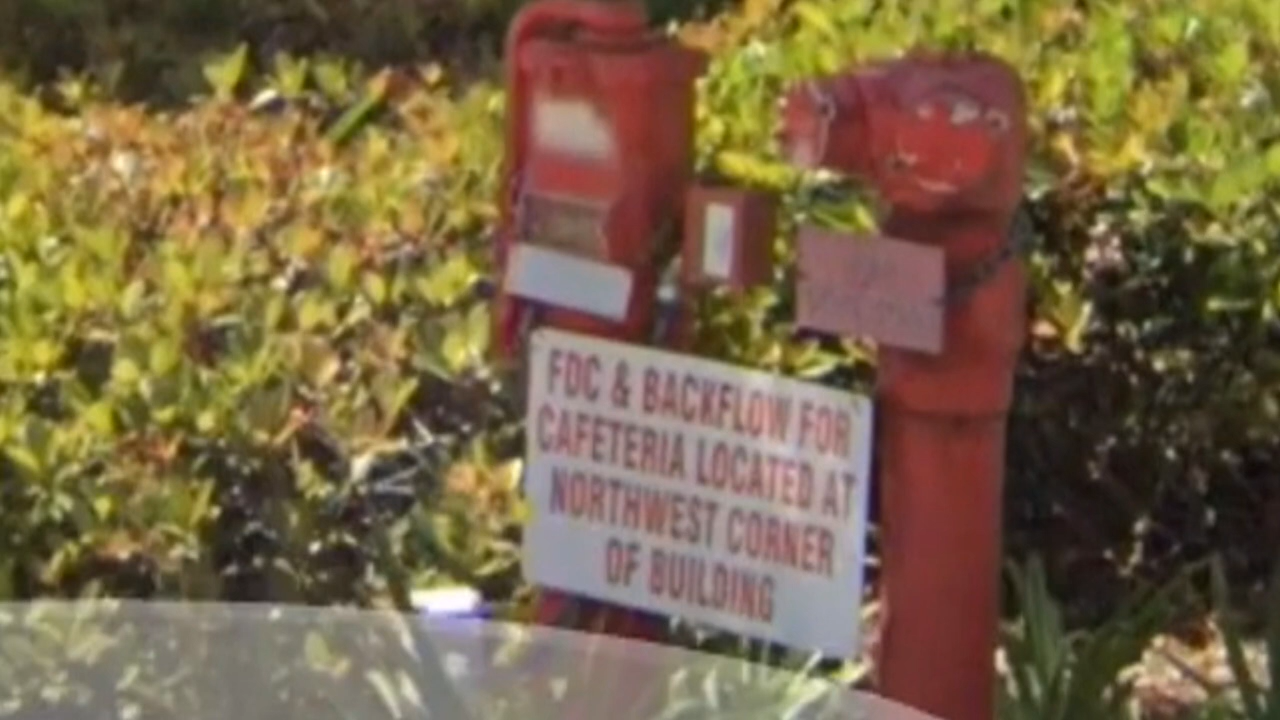 FDC & BACKFLOW FOR
CAFETERIA LOCATED AT
NORTHWEST CORNER
OF BUILDING